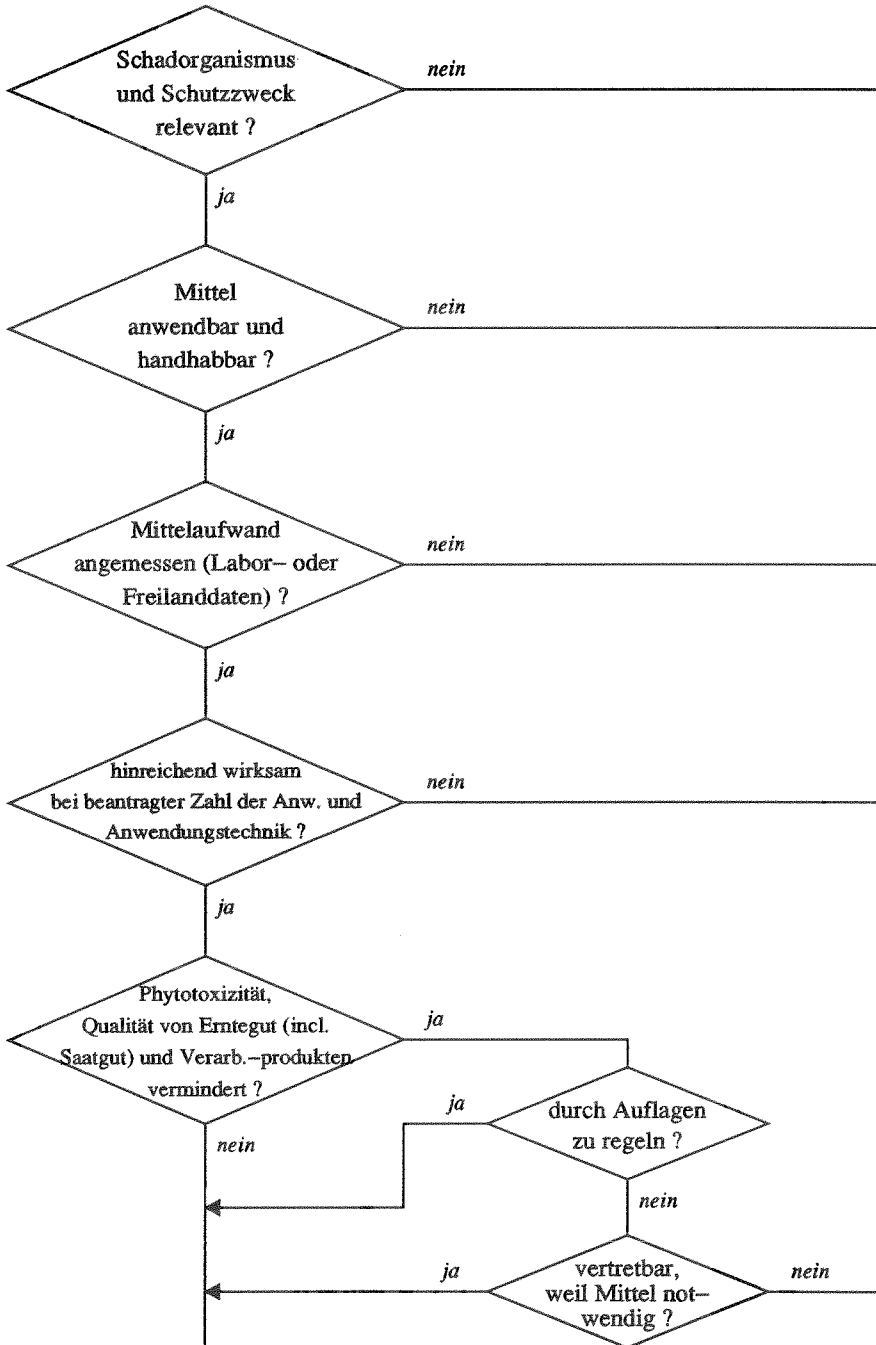 Schadorganismus
und Schutzzweck
relevant ?
nein
ja
Mittel
anwendbar und
handhabbar ?
nein
ja
Mittelaufwand
angemessen (Labor– oder
Freilanddaten) ?
nein
ja
hinreichend wirksam
bei beantragter Zahl der Anw. und
Anwendungstechnik ?
nein
ja
Phytotoxizität,
Qualität von Erntegut (incl.
Saatgut) und Verarb.–produkten
vermindert ?
ja
nein
durch Auflagen
zu regeln ?
ja
nein
vertretbar,
weil Mittel not–
wendig ?
ja
nein